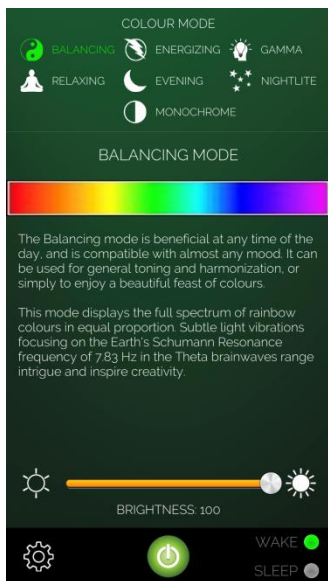 COLOUR MODE
BALANCING ENERGIZING GAMMA
RELAXING EVENING NIGHTLITE
MONOCHROME
BALANCING MODE
The Balancing mode is beneficial at any time of the
day, and is compatible with almost any mood. It can
be used for general toning and harmonization, or
simply to enjoy a beautiful feast of colours.
This mode displays the full spectrum of rainbow
colours in equal proportion. Subtle light vibrations
focusing on the Earth's Schumann Resonance
frequency of 7.83 Hz in the Theta brainwaves range
intrigue and inspire creativity.
BRIGHTNESS: 100
WAKE
SLEEP